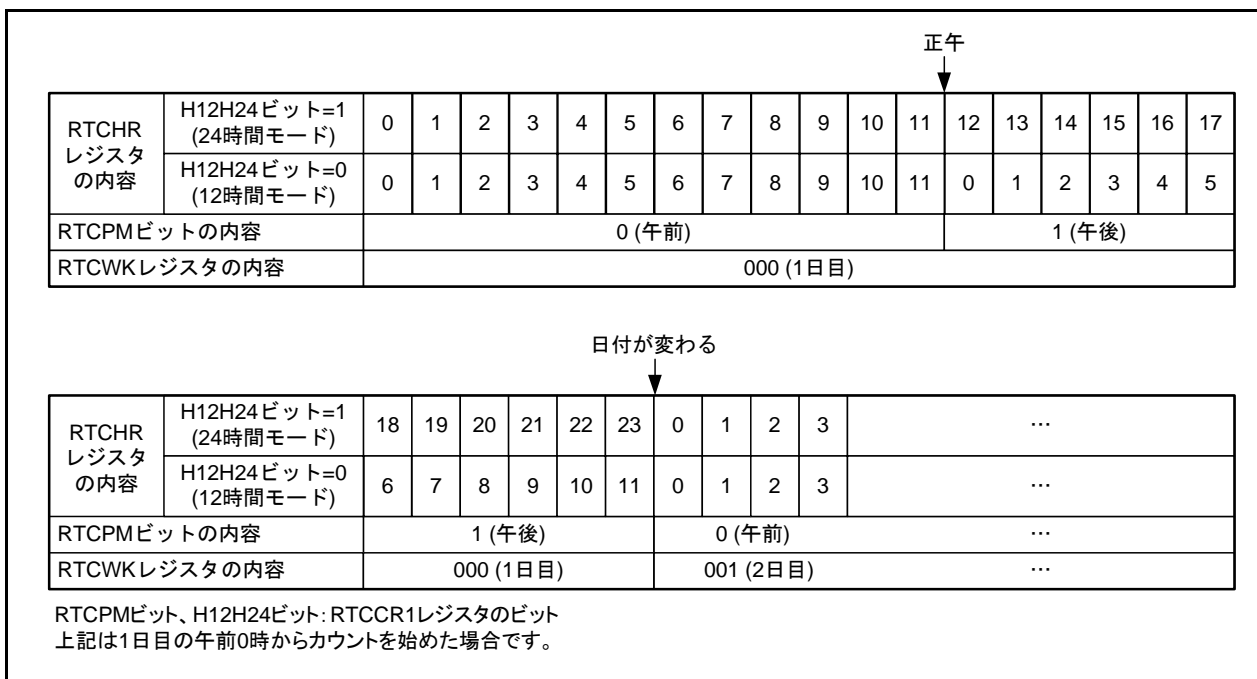 正午
RTCHR
レジスタ
の内容
H12H24ビット=1
(24時間モード)
0 1 2 3 4 5 6 7 8 9 10 11 12 13 14 15 16 17
H12H24ビット=0
(12時間モード)
0 1 2 3 4 5 6 7 8 9 10 11 0 1 2 3 4 5
RTCPMビットの内容 0 (午前) 1 (午後)
RTCWKレジスタの内容 000 (1日目)
日付が変わる
RTCHR
レジスタ
の内容
H12H24ビット=1
(24時間モード)
18 19 20 21 22 23 0 1 2 3 …
H12H24ビット=0
(12時間モード)
6 7 8 9 10 11 0 1 2 3 …
RTCPMビットの内容 1 (午後) 0 (午前) …
RTCWKレジスタの内容 000 (1日目) 001 (2日目) …
RTCPMビット、H12H24ビット: RTCCR1レジスタのビット
上記は1日目の午前0時からカウントを始めた場合です。